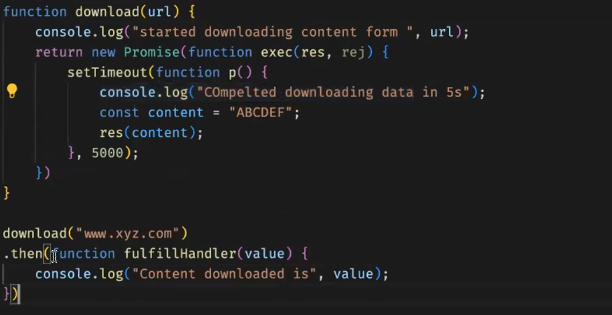 function download(url) {
    console.log("started downloading content form ", url);
    return new Promise(function exec(res, rej) {
        setTimeout(function p() {
            console.log("COmpelted downloading data in 5s");
            const content = "ABCDEF";
            res(content);
        }, 5000);
    })
}
download("www.xyz.com")
.then(function fulfillHandler(value) {
    console.log("Content downloaded is", value);
})